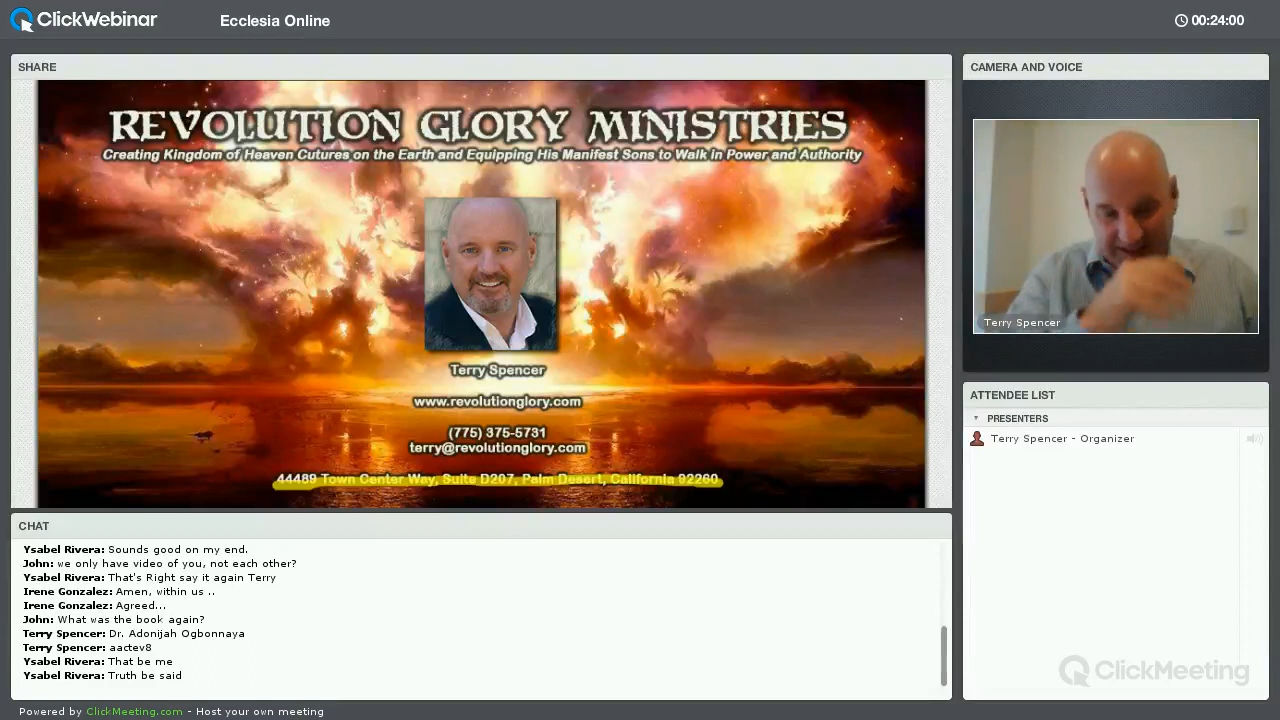 ClickWebinar
Ecclesia Online
00:24:00
SHARE
REVOLUTION GLORY MINISTRIES
Creating Kingdom of Heaven Cutures on the Earth and Equipping His Manifest Sons to Walk in Power and Authority
Terry Spencer
www.revolutionglory.com
(775) 375-5731
terry@revolutionglory.com
44489 Town Center Way, Suite D207, Palm Desert, California 92260
CHAT
Ysabel Rivera: Sounds good on my end.
John: we only have video of you, not each other?
Ysabel Rivera: That's Right say it again Terry
Irene Gonzalez: Amen, within us ..
Irene Gonzalez: Agreed...
John: What was the book again?
Terry Spencer: Dr. Adonijah Ogbonnaya
Terry Spencer: aactev8
Ysabel Rivera: That be me
Ysabel Rivera: Truth be said
CAMERA AND VOICE
Terry Spencer
ATTENDEE LIST
PRESENTERS
Terry Spencer - Organizer
ClickMeeting
Powered by ClickMeeting.com - Host your own meeting